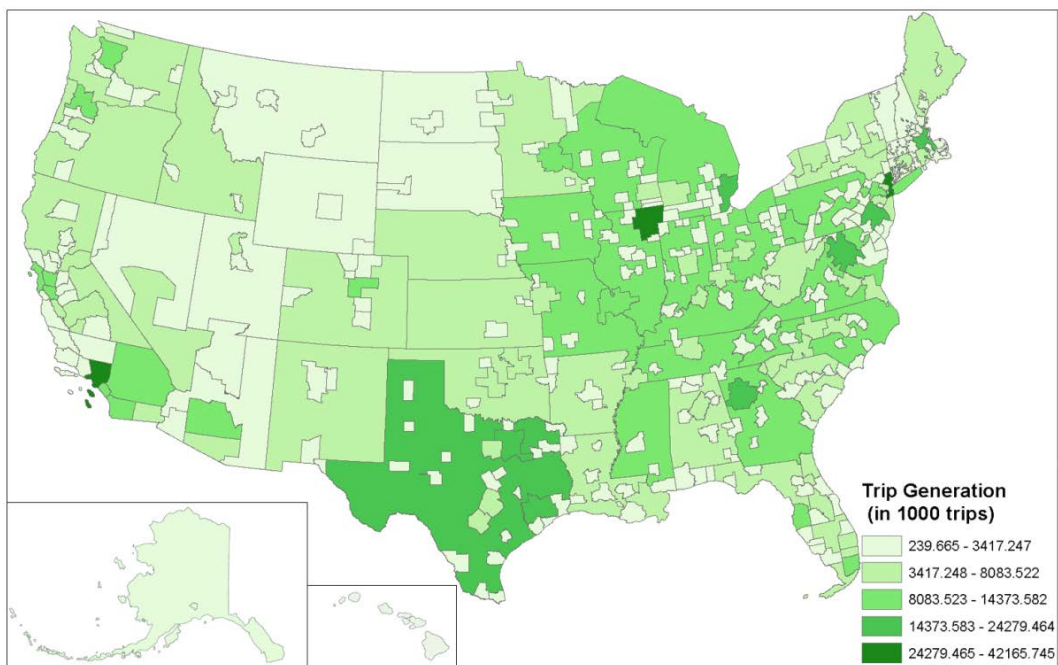 Trip Generation
(in 1000 trips)
239.665 - 3417.247
3417.248 - 8083.522
8083.523 - 14373.582
14373.583 - 24279.464
24279.465 - 42165.745